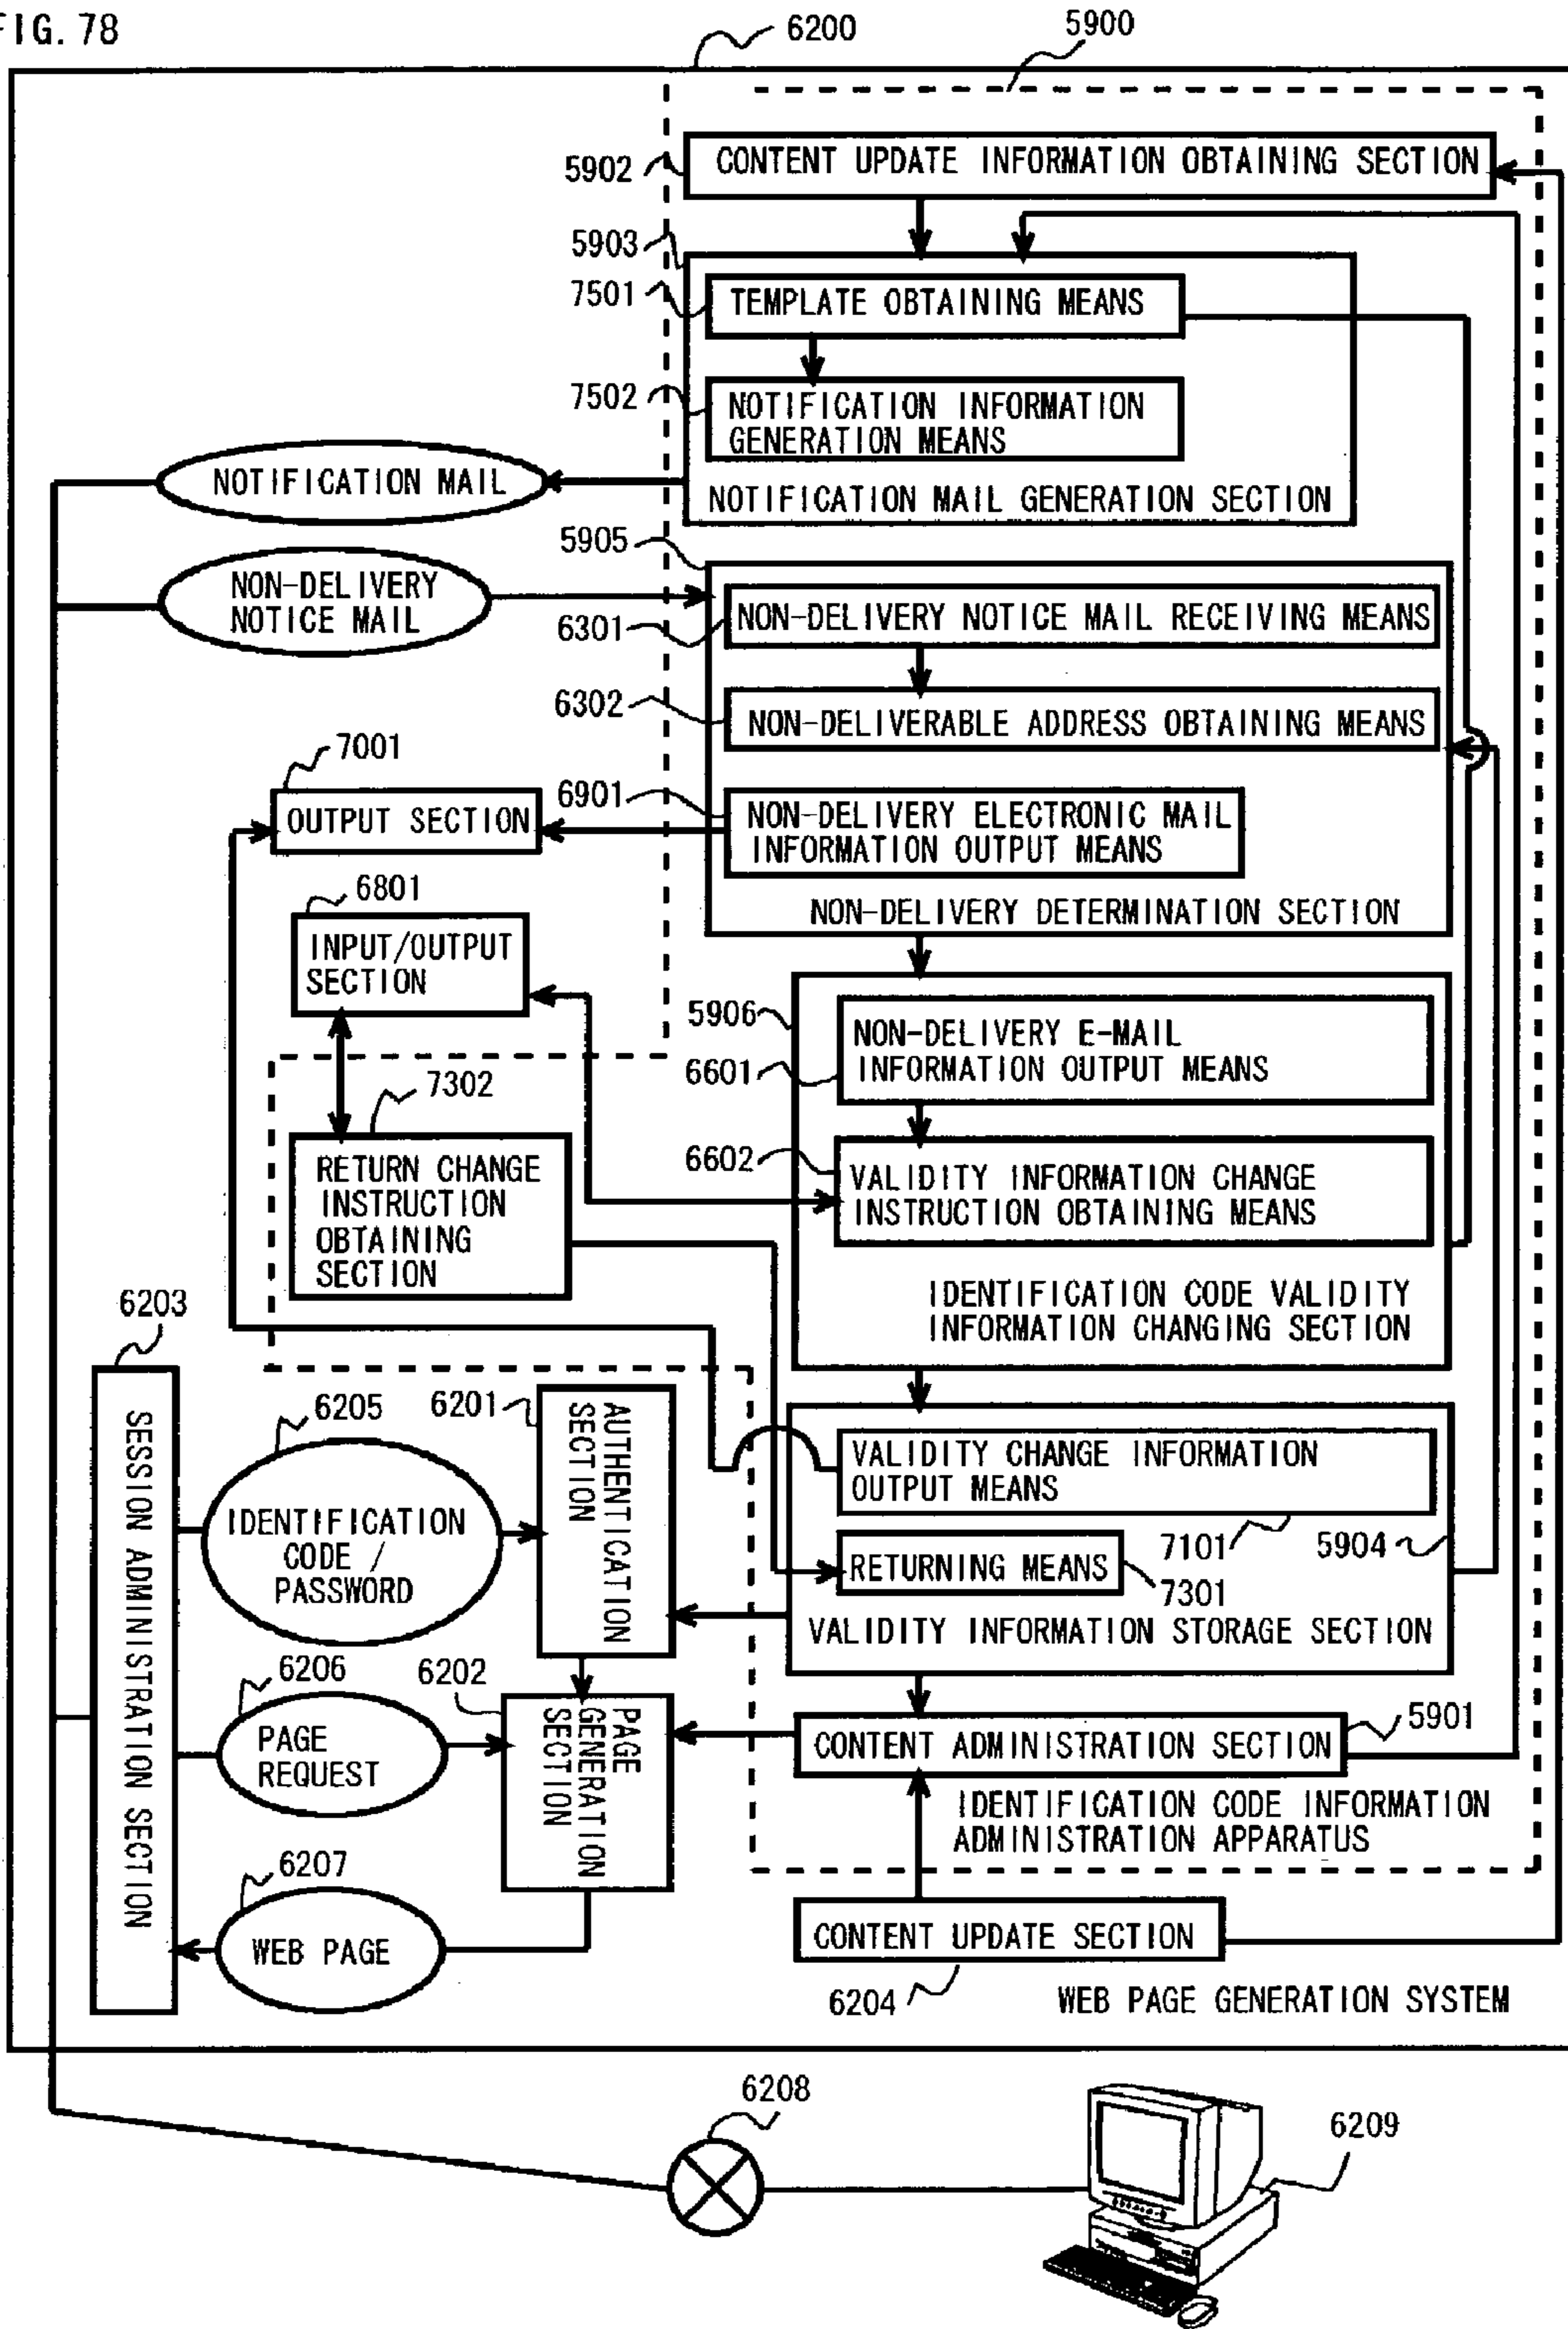 FIG. 78
6200
5900
5902
CONTENT UPDATE INFORMATION OBTAINING SECTION
5903
7501
TEMPLATE OBTAINING MEANS
7502
NOTIFICATION INFORMATION
GENERATION MEANS
NOTIFICATION MAIL
NOTIFICATION MAIL GENERATION SECTION
5905
NON-DELIVERY
NOTICE MAIL
6301
NON-DELIVERY NOTICE MAIL RECEIVING MEANS
6302
NON-DELIVERABLE ADDRESS OBTAINING MEANS
7001
OUTPUT SECTION
6901
NON-DELIVERY ELECTRONIC MAIL
INFORMATION OUTPUT MEANS
NON-DELIVERY DETERMINATION SECTION
6801
INPUT/OUTPUT
SECTION
5906
NON-DELIVERY E-MAIL
INFORMATION OUTPUT MEANS
6601
7302
RETURN CHANGE
INSTRUCTION
OBTAINING
SECTION
6602
VALIDITY INFORMATION CHANGE
INSTRUCTION OBTAINING MEANS
IDENTIFICATION CODE VALIDITY
INFORMATION CHANGING SECTION
6203
SESSION ADMINISTRATION SECTION
6205
IDENTIFICATION
CODE /
PASSWORD
6201
AUTHENTICATION
SECTION
VALIDITY CHANGE INFORMATION
OUTPUT MEANS
7101
5904
RETURNING MEANS
7301
VALIDITY INFORMATION STORAGE SECTION
6206
PAGE
REQUEST
6202
PAGE
GENERATION
SECTION
5901
CONTENT ADMINISTRATION SECTION
IDENTIFICATION CODE INFORMATION
ADMINISTRATION APPARATUS
6207
WEB PAGE
CONTENT UPDATE SECTION
6204
WEB PAGE GENERATION SYSTEM
6208
6209